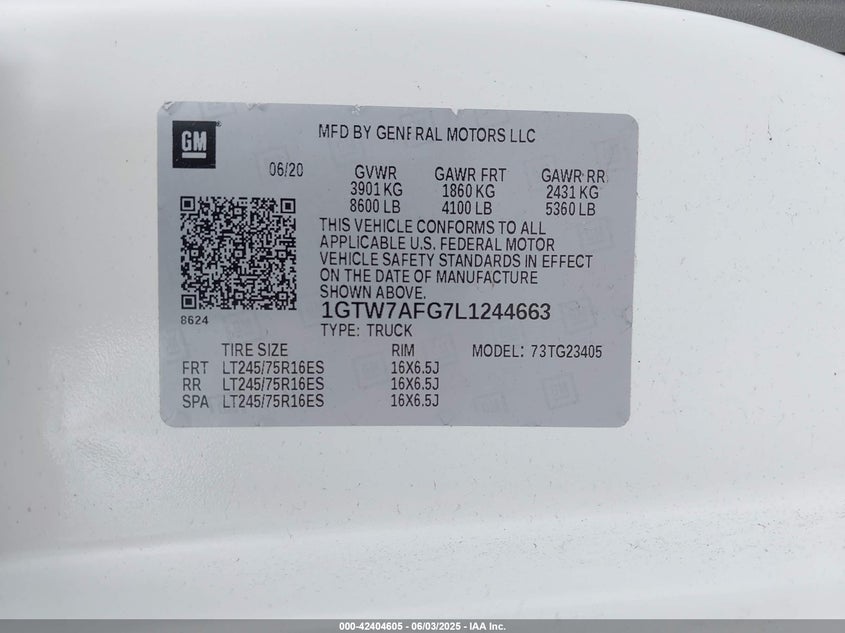 GM
MFD BY GENERAL MOTORS LLC
06/20 GVWR GAWR FRT GAWR RR
3901 KG 1860 KG 2431 KG
8600 LB 4100 LB 5360 LB
THIS VEHICLE CONFORMS TO ALL
APPLICABLE U.S. FEDERAL MOTOR
VEHICLE SAFETY STANDARDS IN EFFECT
ON THE DATE OF MANUFACTURE
SHOWN ABOVE.
8624
1GTW7AFG7L1244663
TYPE: TRUCK
TIRE SIZE RIM MODEL: 73TG23405
FRT LT245/75R16ES 16X6.5J
RR LT245/75R16ES 16X6.5J
SPA LT245/75R16ES 16X6.5J
000-42404605 - 06/03/2025 - IAA Inc.